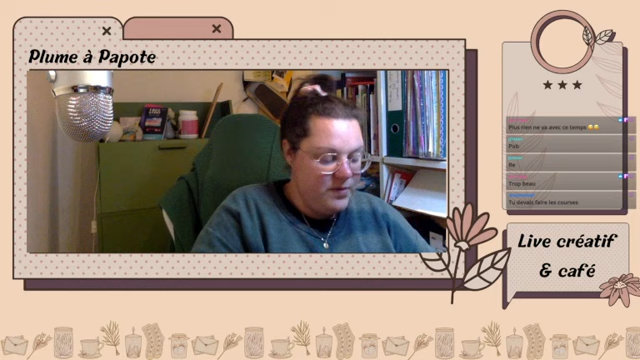 Plume à Papote
Plus rien ne va avec ce temps
Pub
Re
Trop beau
Tu devais faire les courses
Live créatif
& café